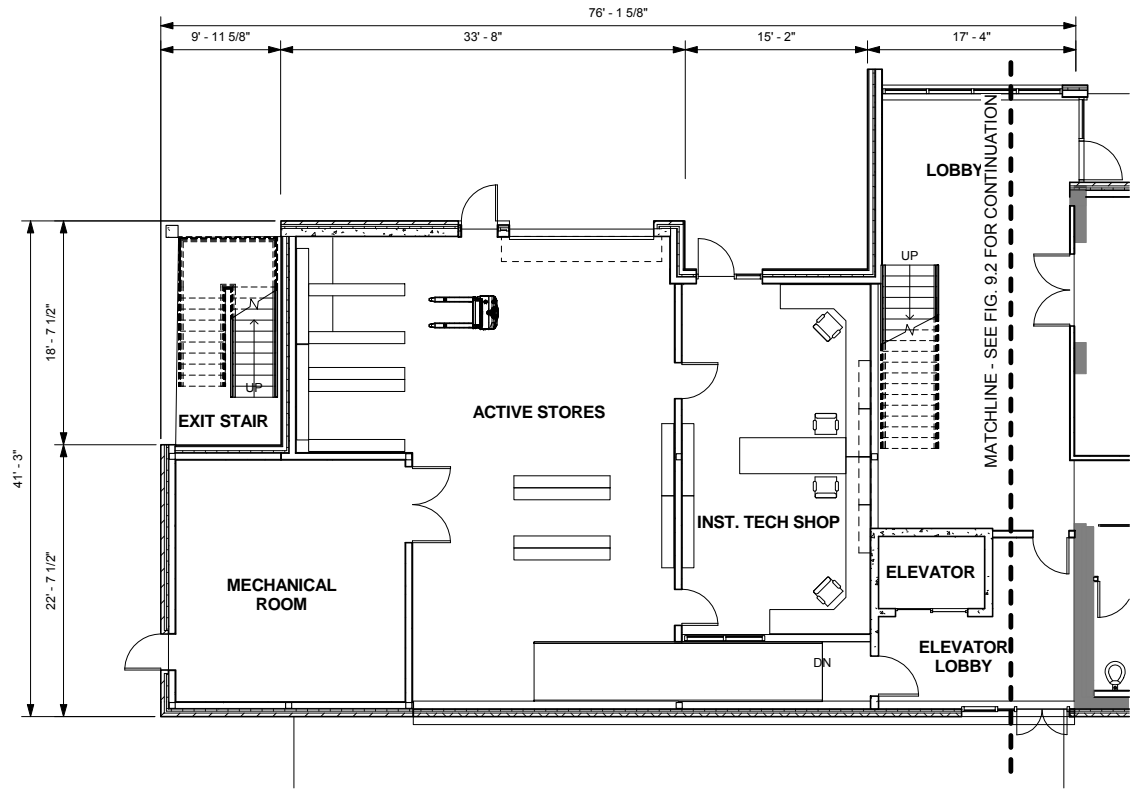 76' - 1 5/8"
9' - 11 5/8"
33' - 8"
15' - 2"
17' - 4"
LOBBY
MATCHLINE - SEE FIG. 9.2 FOR CONTINUATION
UP
18' - 7 1/2"
UP
EXIT STAIR
ACTIVE STORES
41' - 3"
22' - 7 1/2"
INST. TECH SHOP
MECHANICAL
ROOM
ELEVATOR
ELEVATOR
LOBBY
DN